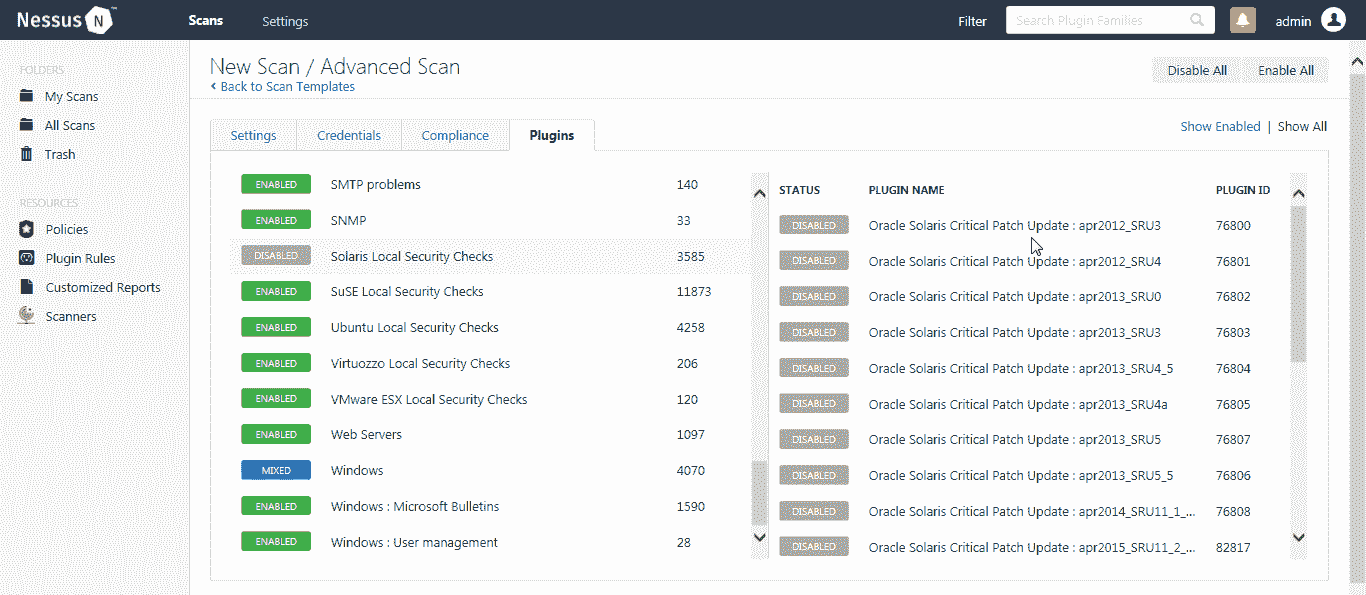 Nessus N ™ Scans Settings Filter Search Plugin Families admin
FOLDERS
My Scans
All Scans
Trash
RESOURCES
Policies
Plugin Rules
Customized Reports
Scanners
New Scan / Advanced Scan
Back to Scan Templates
Disable All Enable All
Settings Credentials Compliance Plugins
Show Enabled | Show All
ENABLED SMTP problems 140
ENABLED SNMP 33
DISABLED Solaris Local Security Checks 3585
ENABLED SuSE Local Security Checks 11873
ENABLED Ubuntu Local Security Checks 4258
ENABLED Virtuozzo Local Security Checks 206
ENABLED VMware ESX Local Security Checks 120
ENABLED Web Servers 1097
MIXED Windows 4070
ENABLED Windows : Microsoft Bulletins 1590
ENABLED Windows : User management 28
STATUS PLUGIN NAME PLUGIN ID
DISABLED Oracle Solaris Critical Patch Update : apr2012_SRU3 76800
DISABLED Oracle Solaris Critical Patch Update : apr2012_SRU4 76801
DISABLED Oracle Solaris Critical Patch Update : apr2013_SRU0 76802
DISABLED Oracle Solaris Critical Patch Update : apr2013_SRU3 76803
DISABLED Oracle Solaris Critical Patch Update : apr2013_SRU4_5 76804
DISABLED Oracle Solaris Critical Patch Update : apr2013_SRU4a 76805
DISABLED Oracle Solaris Critical Patch Update : apr2013_SRU5 76807
DISABLED Oracle Solaris Critical Patch Update : apr2013_SRU5_5 76806
DISABLED Oracle Solaris Critical Patch Update : apr2014_SRU11_1_... 76808
DISABLED Oracle Solaris Critical Patch Update : apr2015_SRU11_2_... 82817